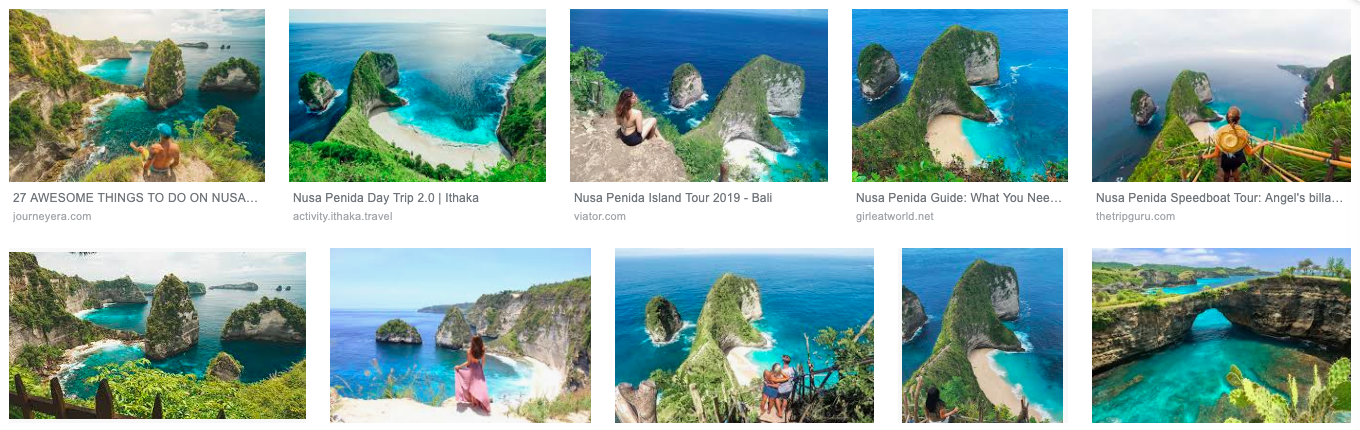 27 AWESOME THINGS TO DO ON NUSA...
journeyera.com
Nusa Penida Day Trip 2.0 | Ithaka
activity.ithaka.travel
Nusa Penida Island Tour 2019 - Bali
viator.com
Nusa Penida Guide: What You Nee...
girleatworld.net
Nusa Penida Speedboat Tour: Angel's billa...
thetripguru.com